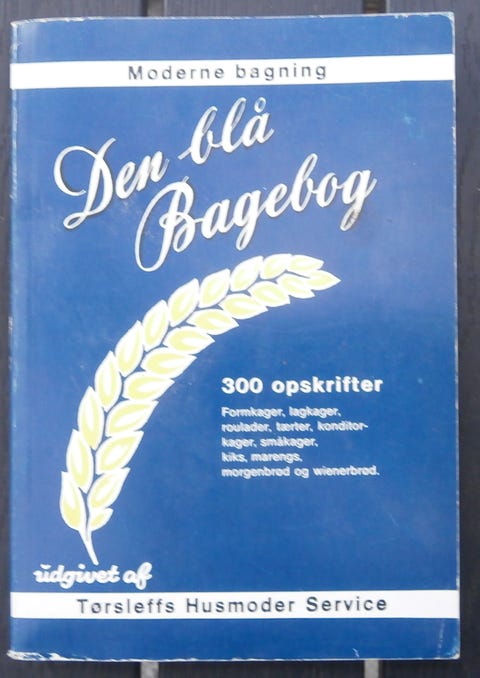 Moderne bagning
Den blå
Bagebog
300 opskrifter
Formkager, lagkager,
roulader, tærter, konditor-
kager, småkager,
kiks, marengs,
morgenbrød og wienerbrød.
udgivet af
Tørsleffs Husmoder Service